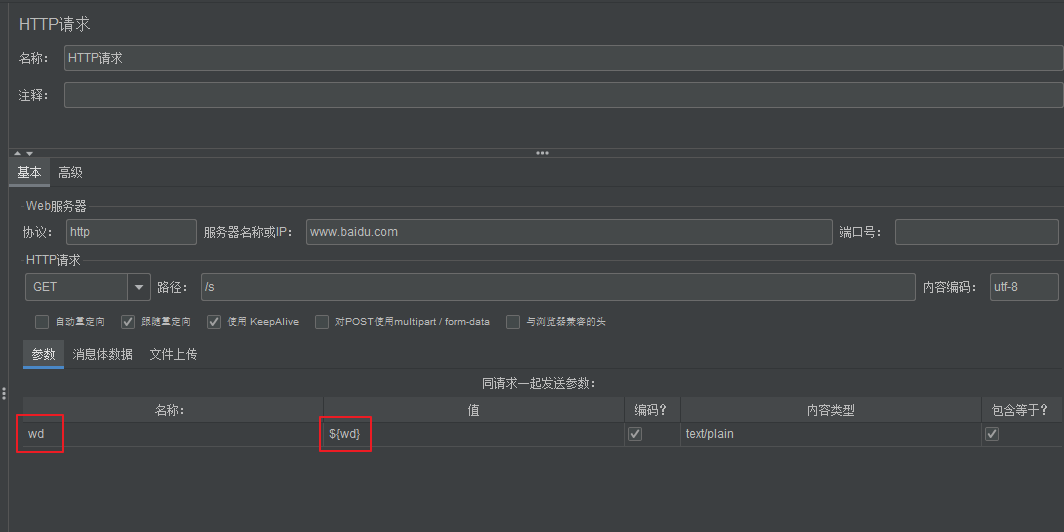 HTTP请求
名称： HTTP请求
注释：
基本 高级
Web服务器
协议： http 服务器名称或IP： www.baidu.com 端口号：
HTTP请求
GET 路径： /s 内容编码： utf-8
自动重定向 跟随重定向 使用 KeepAlive 对POST使用multipart / form-data 与浏览器兼容的头
参数 消息体数据 文件上传
同请求一起发送参数：
名称： 值 编码？ 内容类型 包含等于？
wd ${wd} text/plain